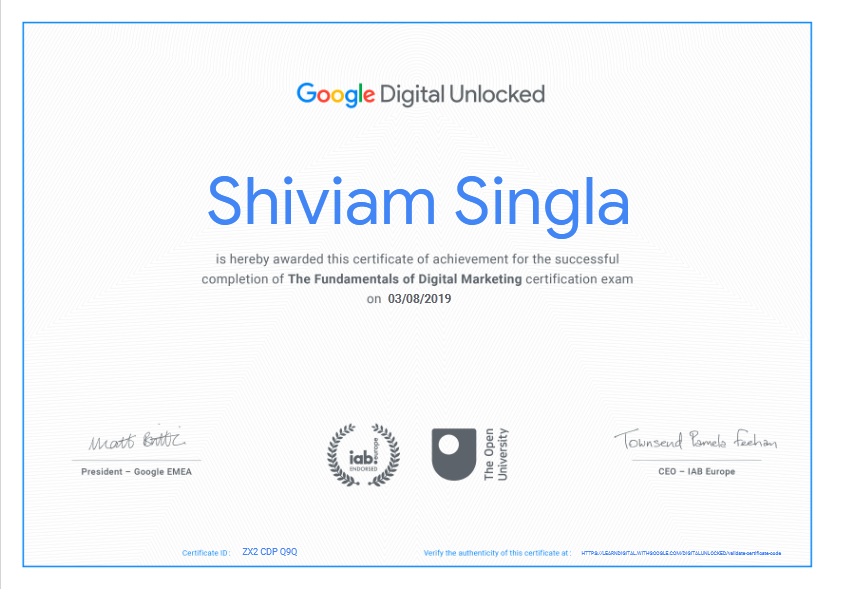 Google Digital Unlocked
Shiviam Singla
is hereby awarded this certificate of achievement for the successful
completion of The Fundamentals of Digital Marketing certification exam
on 03/08/2019
Matt Brittin
President – Google EMEA
iab.
europe
ENDORSED
The Open
University
Townsend Pamela Feehan
CEO – IAB Europe
Certificate ID : ZX2 CDP Q9Q
Verify the authenticity of this certificate at : HTTPS://LEARNDIGITAL.WITHGOOGLE.COM/DIGITALUNLOCKED/validate-certificate-code